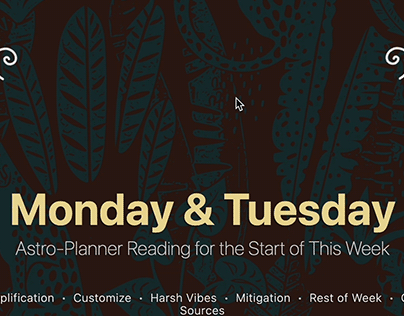 Monday & Tuesday
Astro-Planner Reading for the Start of This Week
plification • Customize • Harsh Vibes • Mitigation • Rest of Week •
Sources